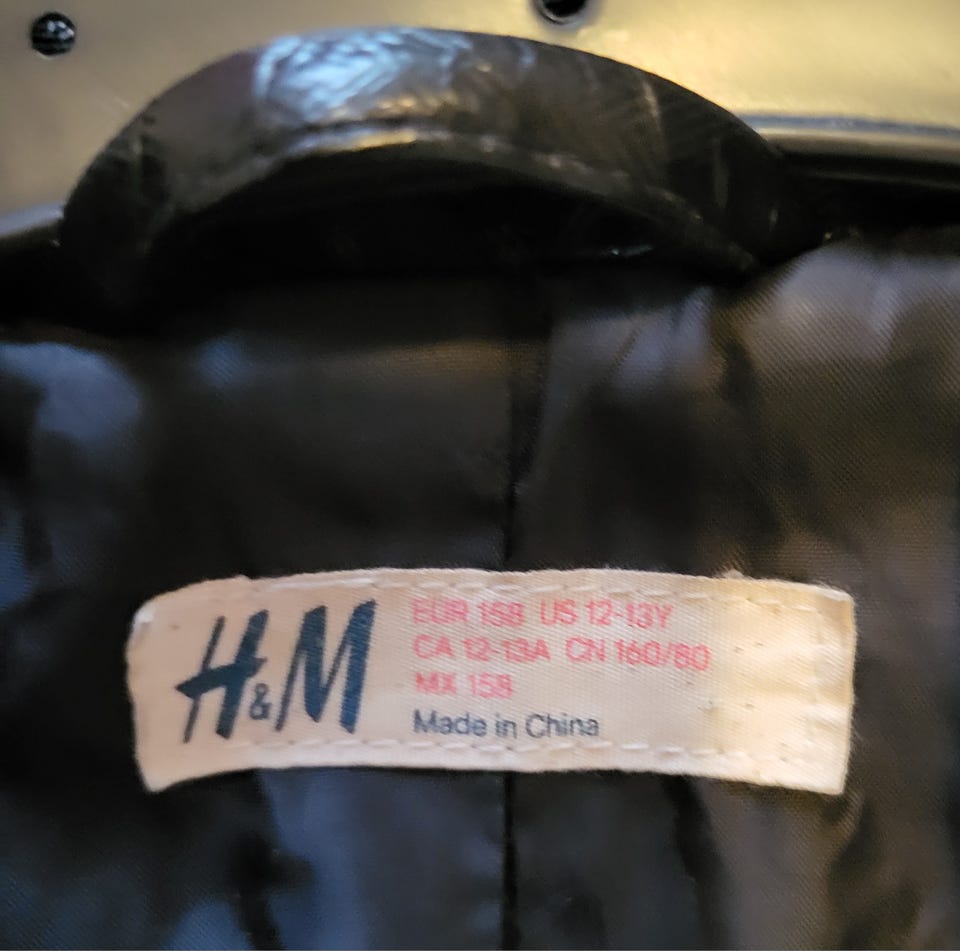 H&M
EUR 158 US 12-13Y
CA 12-13A CN 160/80
MX 158
Made in China